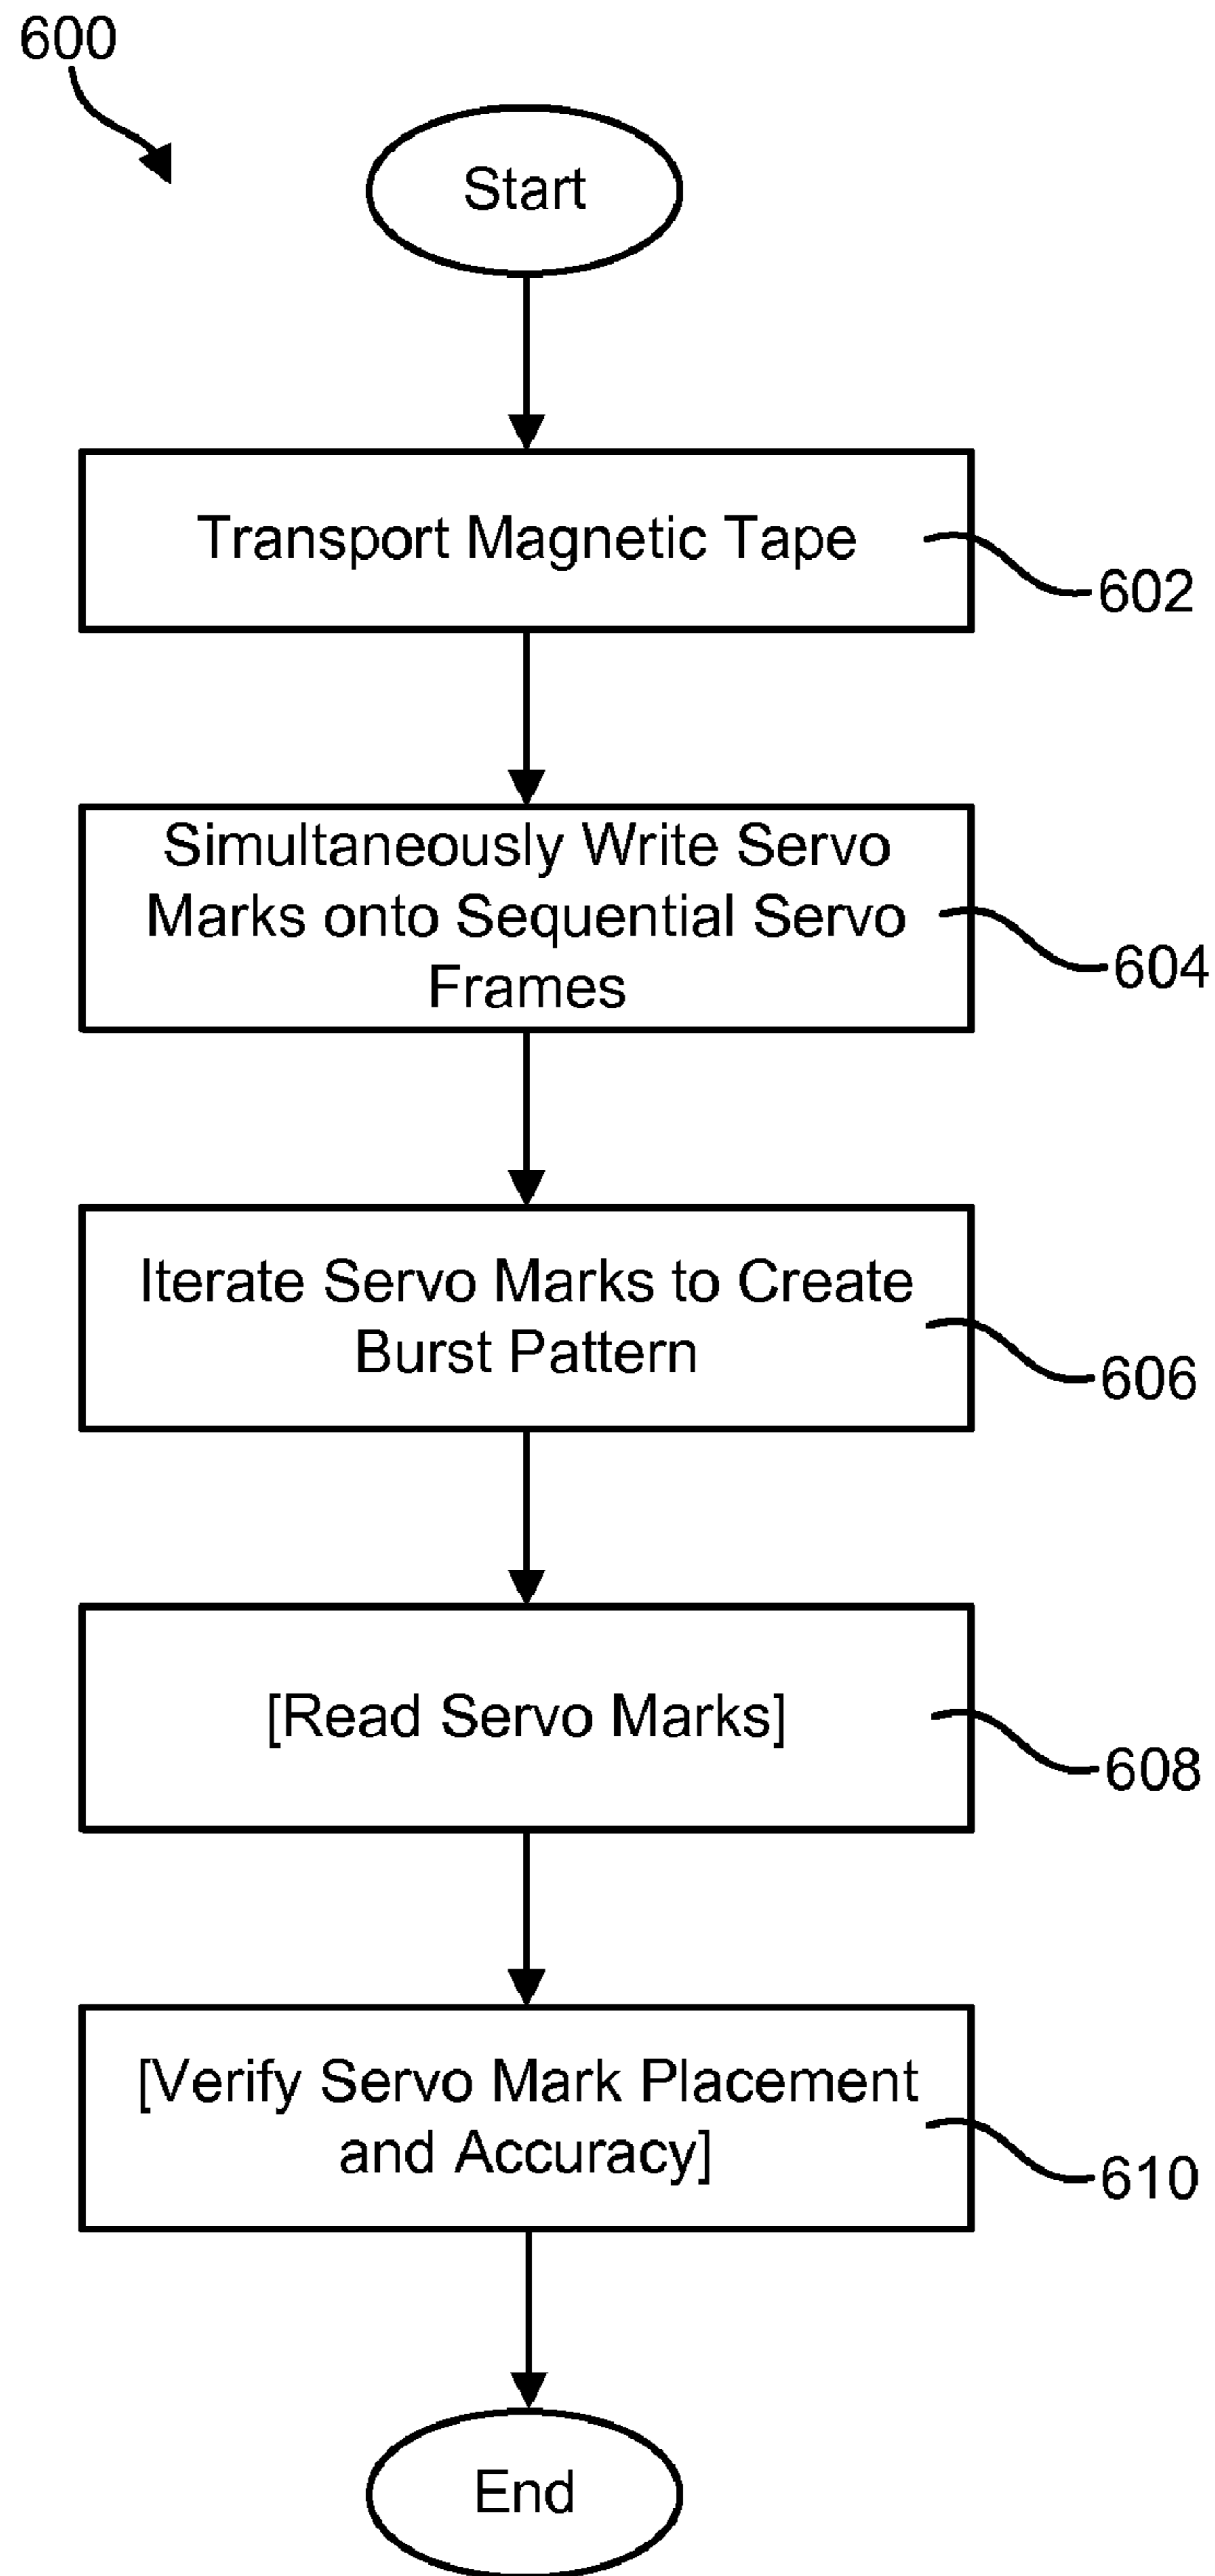 600
Start
Transport Magnetic Tape
602
Simultaneously Write Servo
Marks onto Sequential Servo
Frames
604
Iterate Servo Marks to Create
Burst Pattern
606
[Read Servo Marks]
608
[Verify Servo Mark Placement
and Accuracy]
610
End